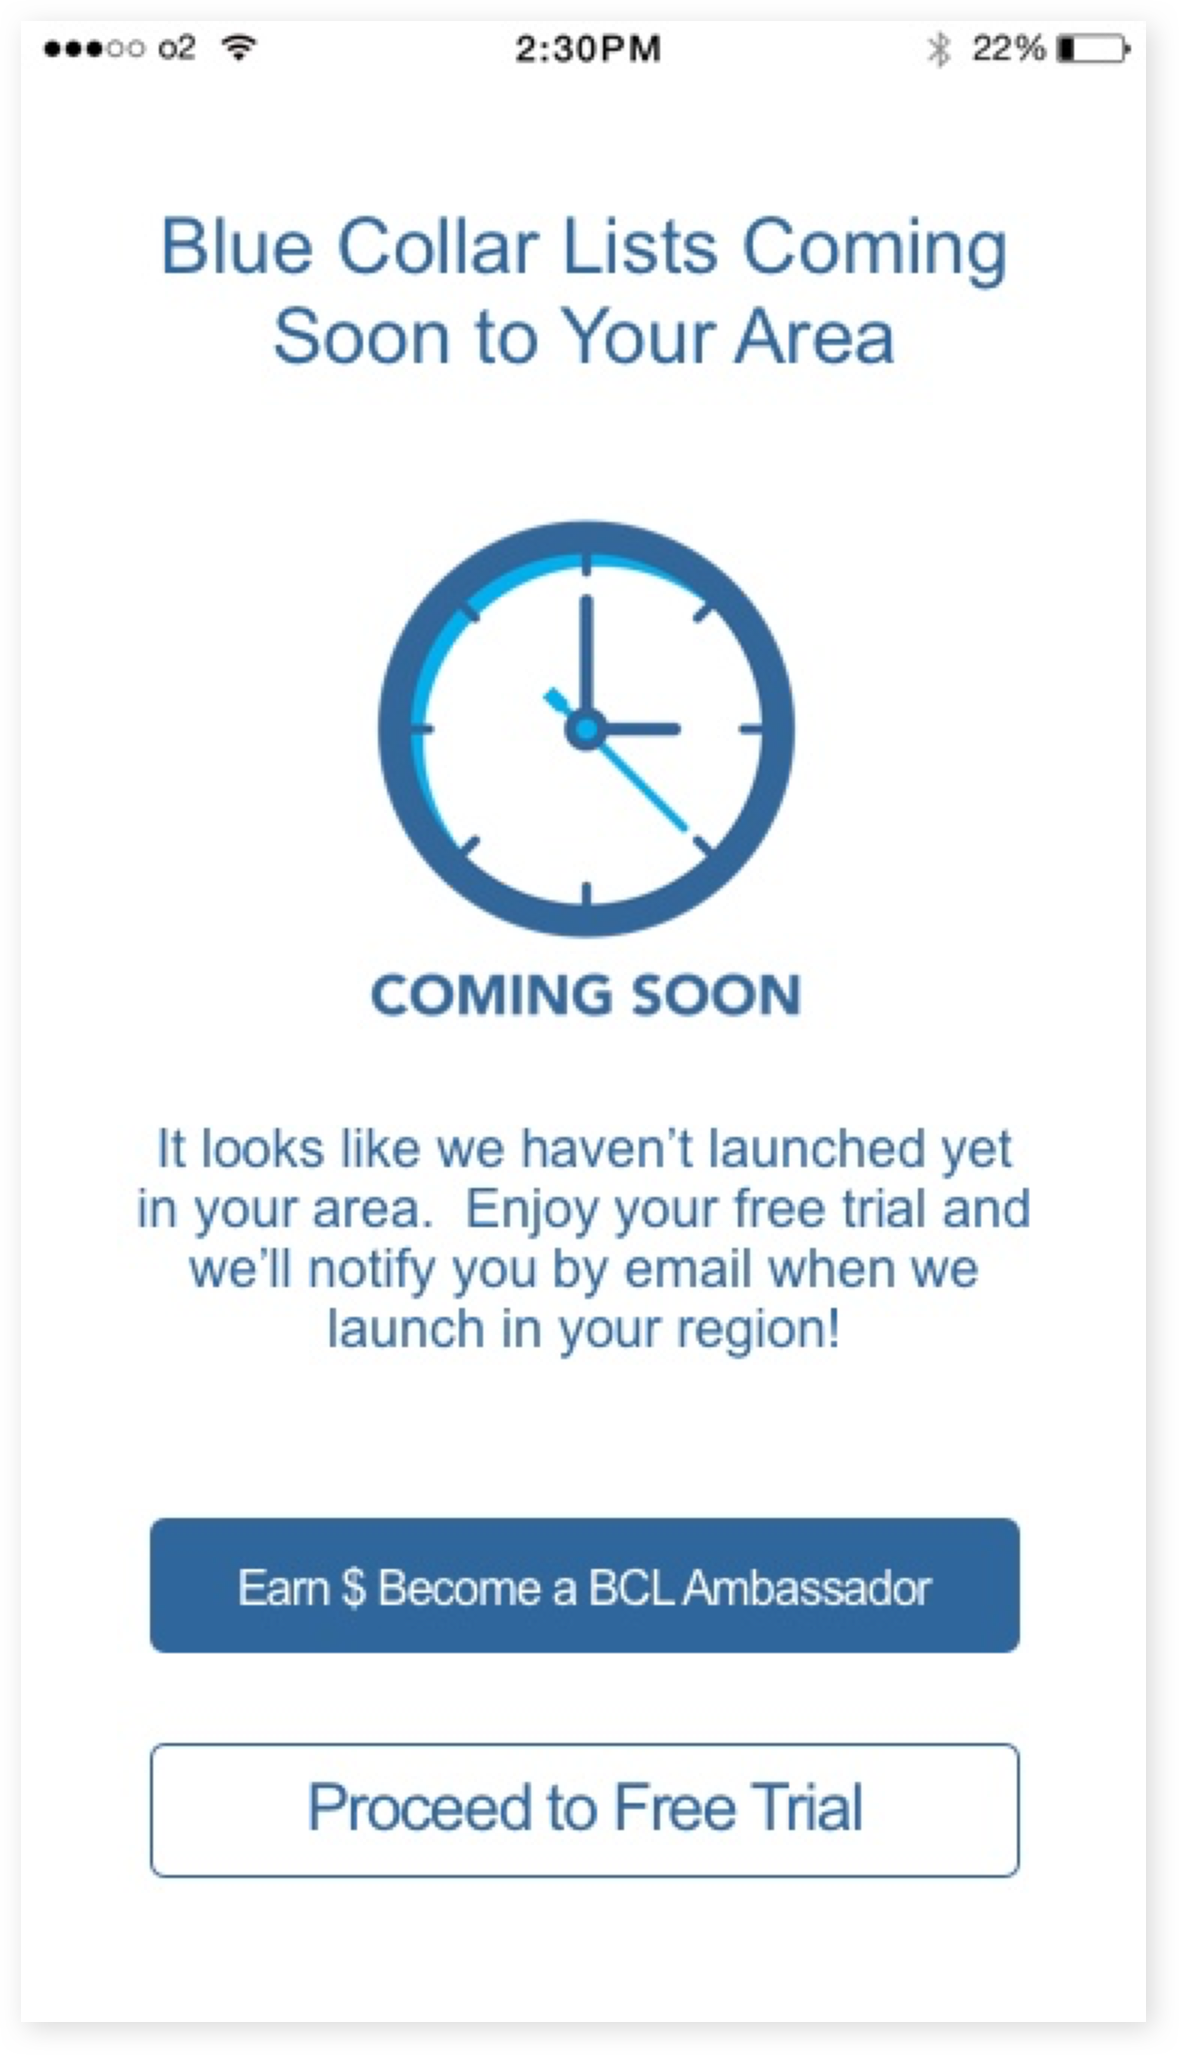 o2 2:30PM 22%
Blue Collar Lists Coming
Soon to Your Area
COMING SOON
It looks like we haven’t launched yet
in your area.  Enjoy your free trial and
we’ll notify you by email when we
launch in your region!
Earn $ Become a BCL Ambassador
Proceed to Free Trial